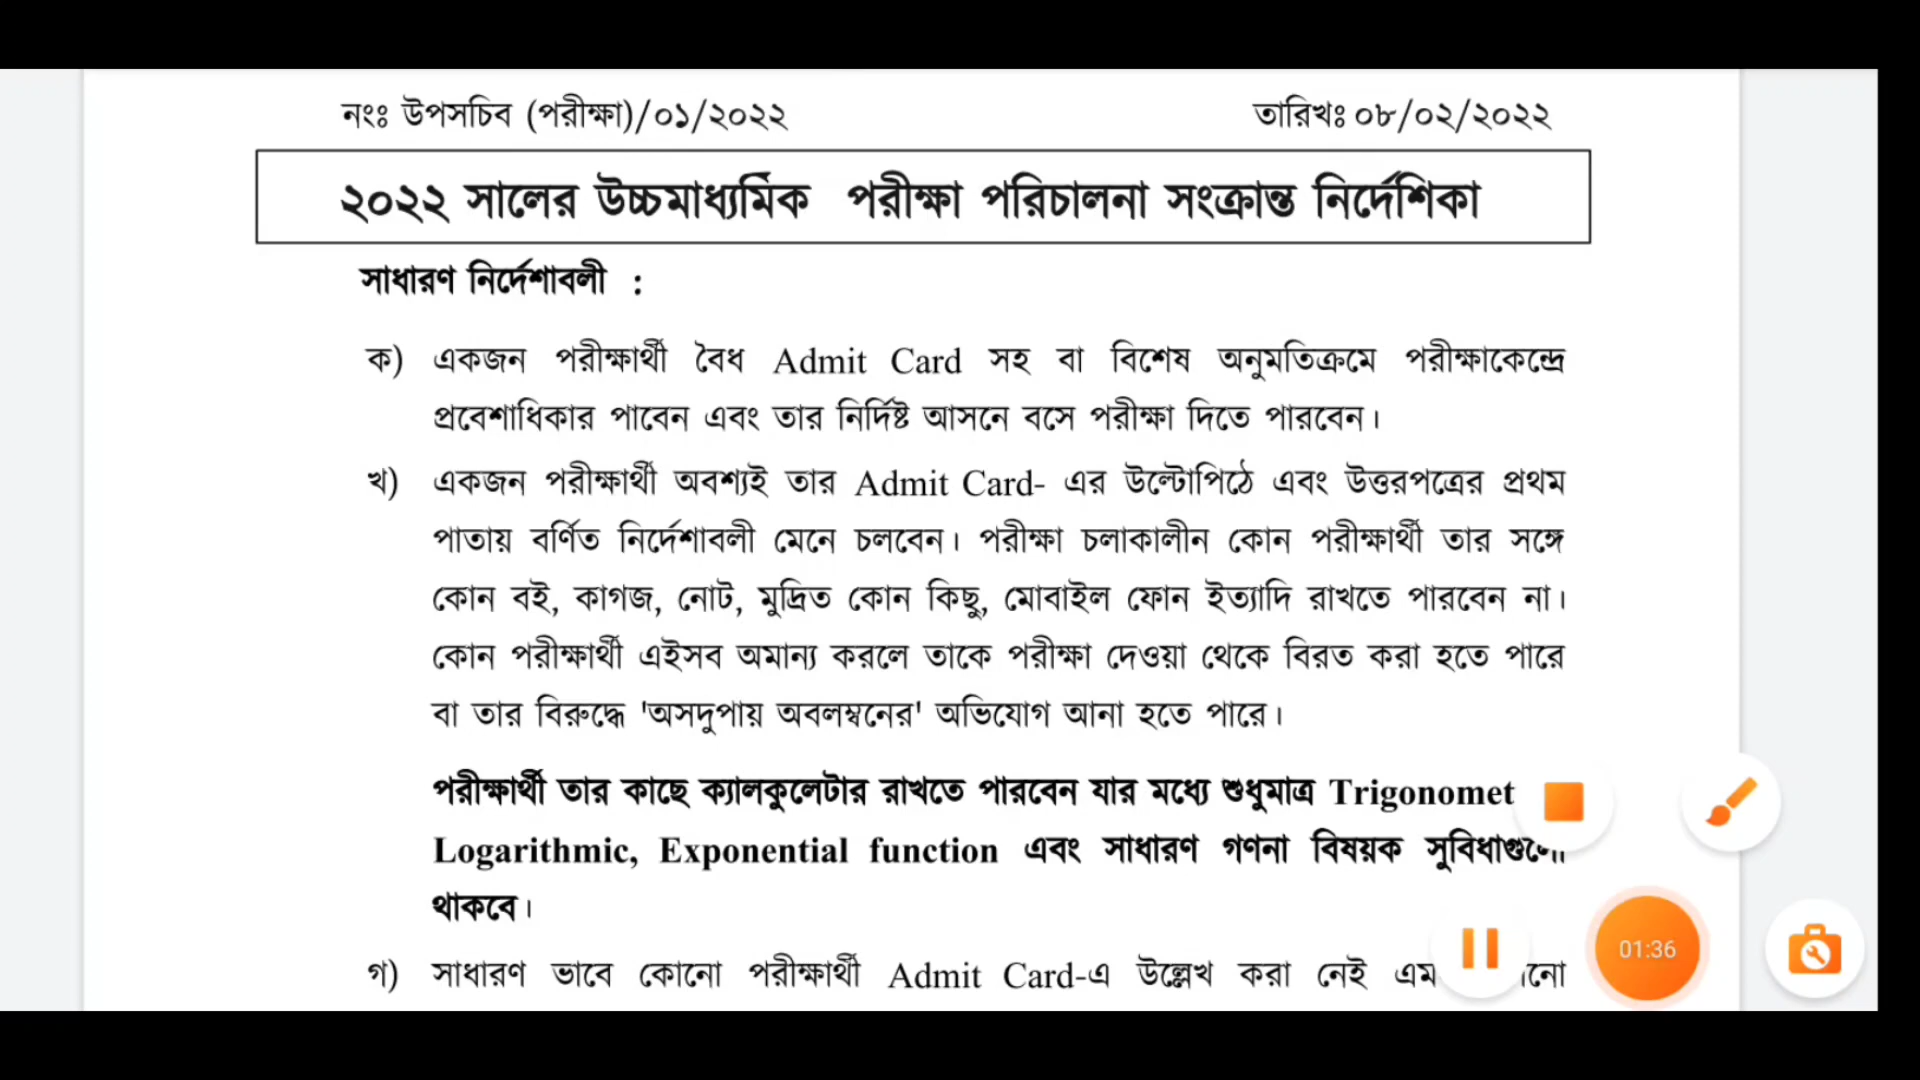 নংঃ উপসচিব (পরীক্ষা)/০১/২০২২
তারিখঃ ০৮/০২/২০২২
২০২২ সালের উচ্চমাধ্যর্মিক পরীক্ষা পরিচালনা সংক্রান্ত নির্দেশিকা
সাধারণ নির্দেশাবলী :
ক) একজন পরীক্ষার্থী বৈধ Admit Card সহ বা বিশেষ অনুমতিক্রমে পরীক্ষাকেন্দ্রে
প্রবেশাধিকার পাবেন এবং তার নির্দিষ্ট আসনে বসে পরীক্ষা দিতে পারবেন।
খ) একজন পরীক্ষার্থী অবশ্যই তার Admit Card- এর উল্টোপিঠে এবং উত্তরপত্রের প্রথম
পাতায় বর্ণিত নির্দেশাবলী মেনে চলবেন। পরীক্ষা চলাকালীন কোন পরীক্ষার্থী তার সঙ্গে
কোন বই, কাগজ, নোট, মুদ্রিত কোন কিছু, মোবাইল ফোন ইত্যাদি রাখতে পারবেন না।
কোন পরীক্ষার্থী এইসব অমান্য করলে তাকে পরীক্ষা দেওয়া থেকে বিরত করা হতে পারে
বা তার বিরুদ্ধে 'অসদুপায় অবলম্বনের' অভিযোগ আনা হতে পারে।
পরীক্ষার্থী তার কাছে ক্যালকুলেটার রাখতে পারবেন যার মধ্যে শুধুমাত্র Trigonomet
Logarithmic, Exponential function এবং সাধারণ গণনা বিষয়ক সুবিধাগুলো
থাকবে।
গ) সাধারণ ভাবে কোনো পরীক্ষার্থী Admit Card-এ উল্লেখ করা নেই
01:36